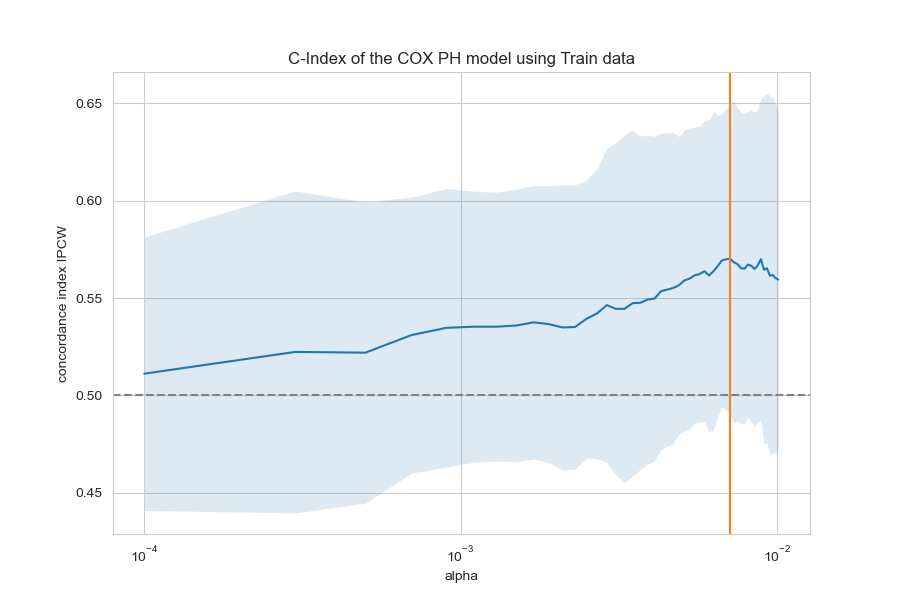 C-Index of the COX PH model using Train data
concordance index IPCW
0.65
0.60
0.55
0.50
0.45
10⁻⁴
10⁻³
10⁻²
alpha